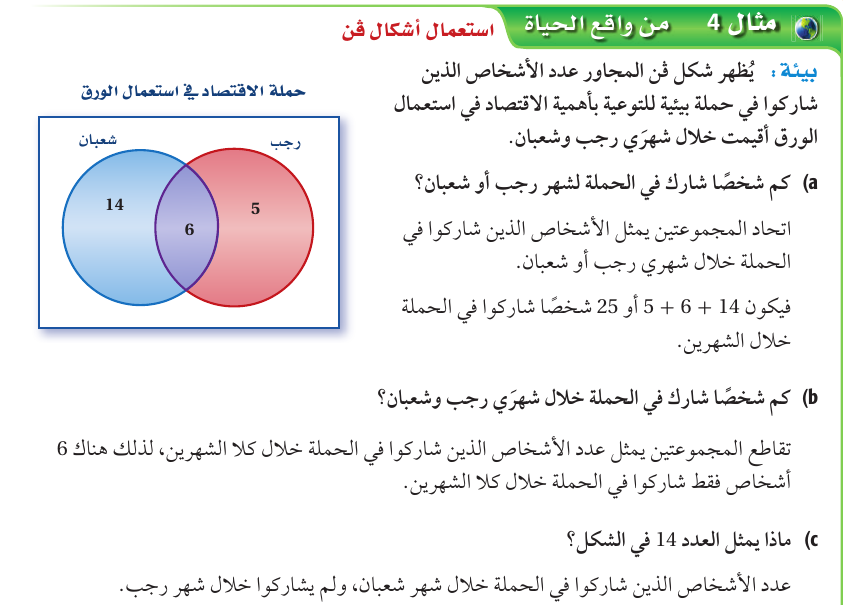 مثال 4 من واقع الحياة
استعمال أشكال ڤن
بيئة: يُظهر شكل ڤن المجاور عدد الأشخاص الذين
شاركوا في حملة بيئية للتوعية بأهمية الاقتصاد في استعمال
الورق أقيمت خلال شهرَي رجب وشعبان.
حملة الاقتصاد في استعمال الورق
رجب
شعبان
5
6
14
a) كم شخصًا شارك في الحملة لشهر رجب أو شعبان؟
اتحاد المجموعتين يمثل الأشخاص الذين شاركوا في
الحملة خلال شهري رجب أو شعبان.
فيكون 14 + 6 + 5 أو 25 شخصًا شاركوا في الحملة
خلال الشهرين.
b) كم شخصًا شارك في الحملة خلال شهرَي رجب وشعبان؟
تقاطع المجموعتين يمثل عدد الأشخاص الذين شاركوا في الحملة خلال كلا الشهرين، لذلك هناك 6
أشخاص فقط شاركوا في الحملة خلال كلا الشهرين.
c) ماذا يمثل العدد 14 في الشكل؟
عدد الأشخاص الذين شاركوا في الحملة خلال شهر شعبان، ولم يشاركوا خلال شهر رجب.